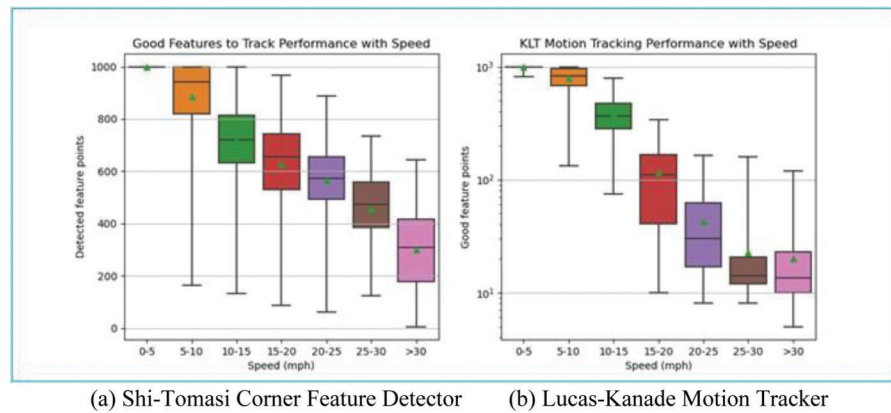 Good Features to Track Performance with Speed
Detected feature points
1000
800
600
400
200
0
0-5 5-10 10-15 15-20 20-25 25-30 >30
Speed (mph)
KLT Motion Tracking Performance with Speed
Good feature points
10³
10²
10¹
0-5 5-10 10-15 15-20 20-25 25-30 >30
Speed (mph)
(a) Shi-Tomasi Corner Feature Detector (b) Lucas-Kanade Motion Tracker